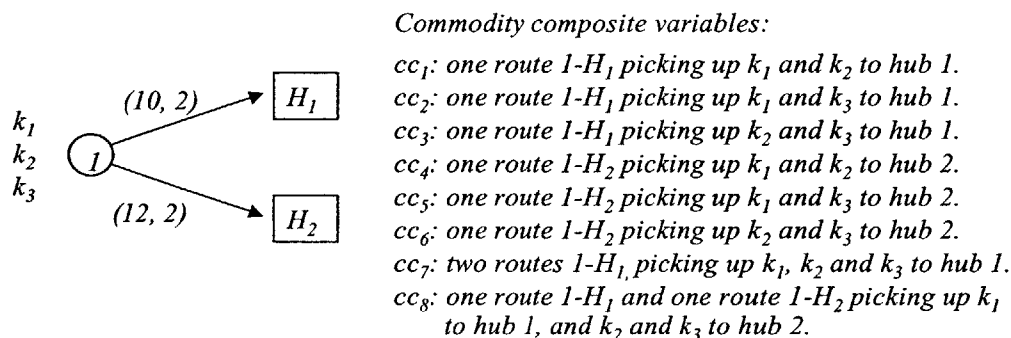 Commodity composite variables:
cc₁: one route 1-H₁ picking up k₁ and k₂ to hub 1.
cc₂: one route 1-H₁ picking up k₁ and k₃ to hub 1.
cc₃: one route 1-H₁ picking up k₂ and k₃ to hub 1.
cc₄: one route 1-H₂ picking up k₁ and k₂ to hub 2.
cc₅: one route 1-H₂ picking up k₁ and k₃ to hub 2.
cc₆: one route 1-H₂ picking up k₂ and k₃ to hub 2.
cc₇: two routes 1-H₁, picking up k₁, k₂ and k₃ to hub 1.
cc₈: one route 1-H₁ and one route 1-H₂ picking up k₁
to hub 1, and k₂ and k₃ to hub 2.
k₁
k₂
k₃
1
(10, 2)
H₁
(12, 2)
H₂